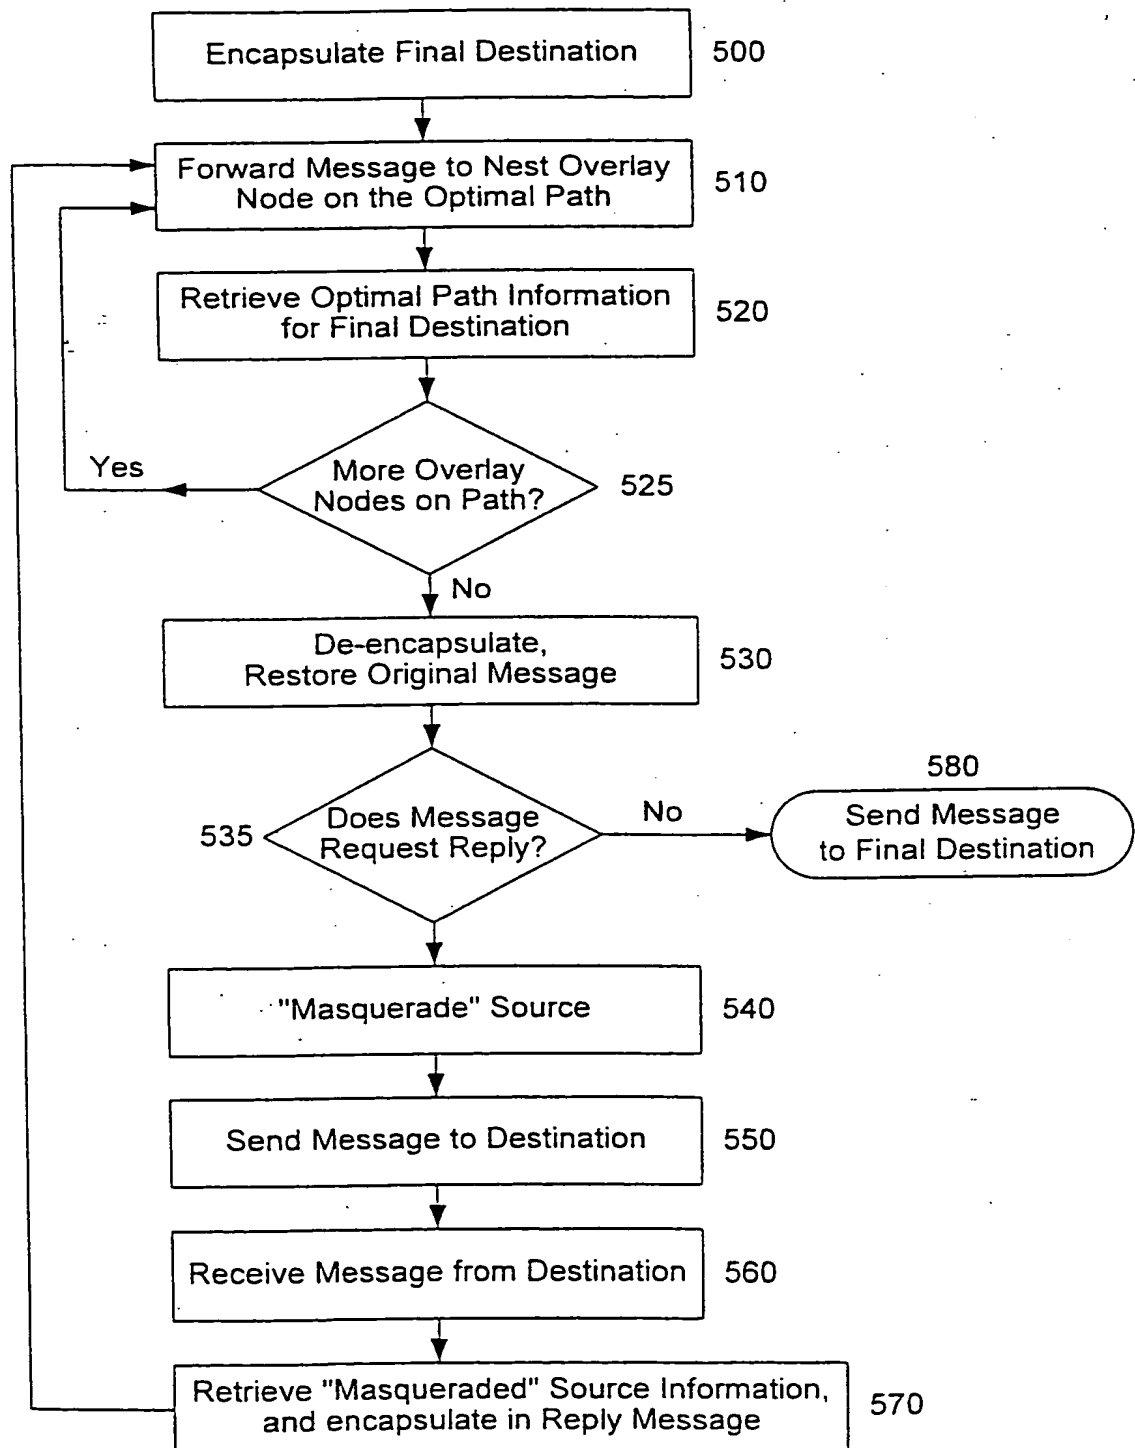 Encapsulate Final Destination
500
Forward Message to Nest Overlay
Node on the Optimal Path
510
Retrieve Optimal Path Information
for Final Destination
520
Yes
More Overlay
Nodes on Path?
525
No
De-encapsulate,
Restore Original Message
530
580
535
Does Message
Request Reply?
No
Send Message
to Final Destination
"Masquerade" Source
540
Send Message to Destination
550
Receive Message from Destination
560
Retrieve "Masqueraded" Source Information,
and encapsulate in Reply Message
570